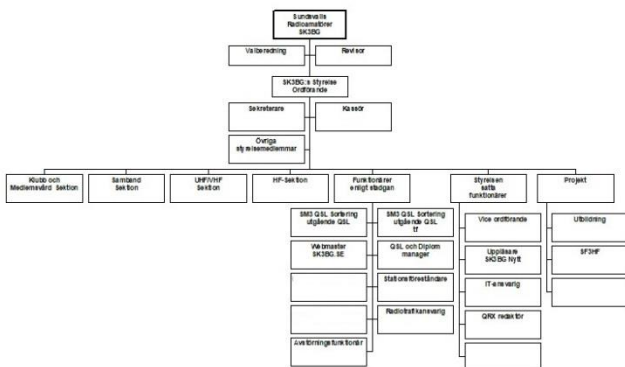 Sundsvalls
Radioamatörer
SK3BG
Valberedning
Revisor
SK3BG:s Styrelse
Ordförande
Sekreterare
Kassör
Övriga
styrelsemedlemmar
Klubb och
Medlemsvård Sektion
Samband
Sektion
UHF/VHF
Sektion
HF-Sektion
Funktionärer
enligt stadgan
Styrelsen
satta
funktionärer
Projekt
SM3 QSL Sortering
utgående QSL
SM3 QSL Sortering
utgående QSL
tf
Webmaster
SK3BG.SE
QSL och Diplom
manager
Stationsföreståndare
Radiotrafikansvarig
Avstörningsfunktionär
Vice ordförande
Uppläsare
SK3BG Nytt
IT-ansvarig
QRX redaktör
Utbildning
SF3HF